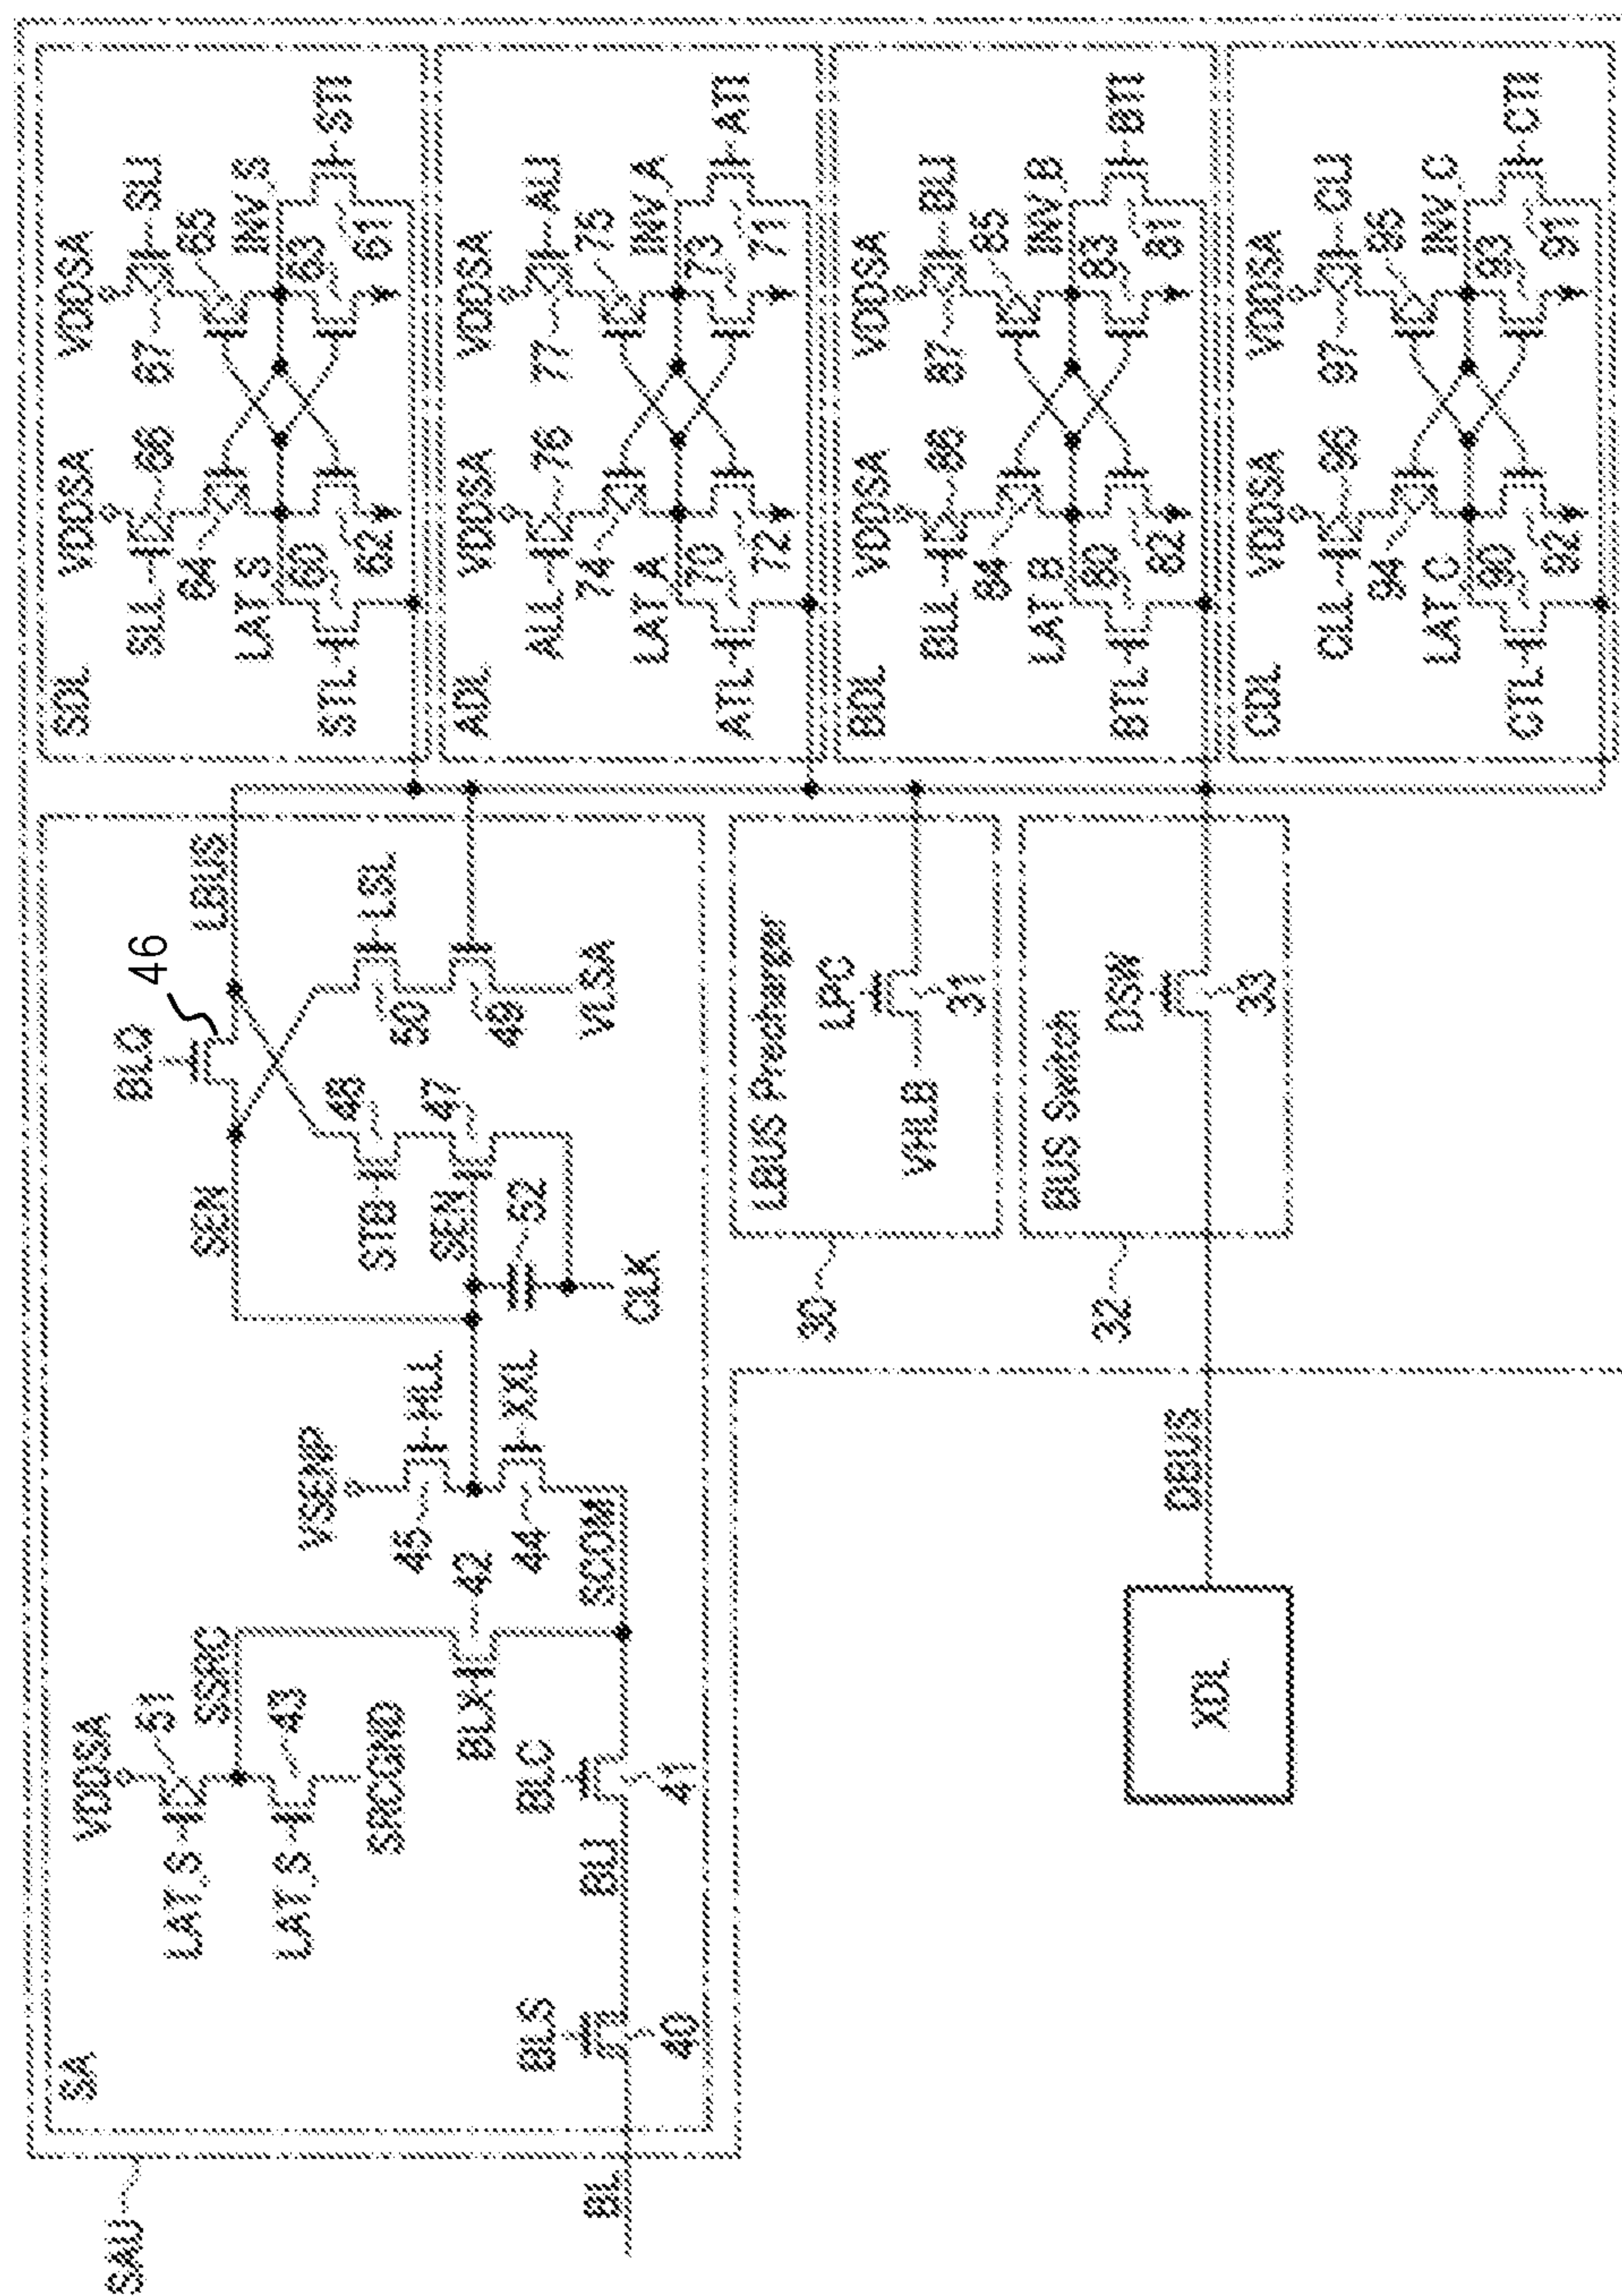 SAU
SA
VDDSA
LAT_S
51
SSRC
LAT_S
43
SRCGND
BLX
42
BL
BLS
40
BLI
BLC
41
SCOM
VSENP
45
HLL
44
XXL
SEN
BLQ
46
LBUS
STB
48
SEN
47
52
CLK
50
LSL
49
VLSA
30
LBUS Precharger
LPC
VHLB
31
32
BUS Switch
DSW
33
DBUS
XDL
SDL
VDDSA
VDDSA
SLL
66
67
SLI
64
65
LAT_S
INV_S
60
63
STL
62
61
STI
ADL
VDDSA
VDDSA
ALL
76
77
ALI
74
75
LAT_A
INV_A
70
73
ATL
72
71
ATI
BDL
VDDSA
VDDSA
BLL
86
87
BLI
84
85
LAT_B
INV_B
80
83
BTL
82
81
BTI
CDL
VDDSA
VDDSA
CLL
96
97
CLI
94
95
LAT_C
INV_C
90
93
CTL
92
91
CTI